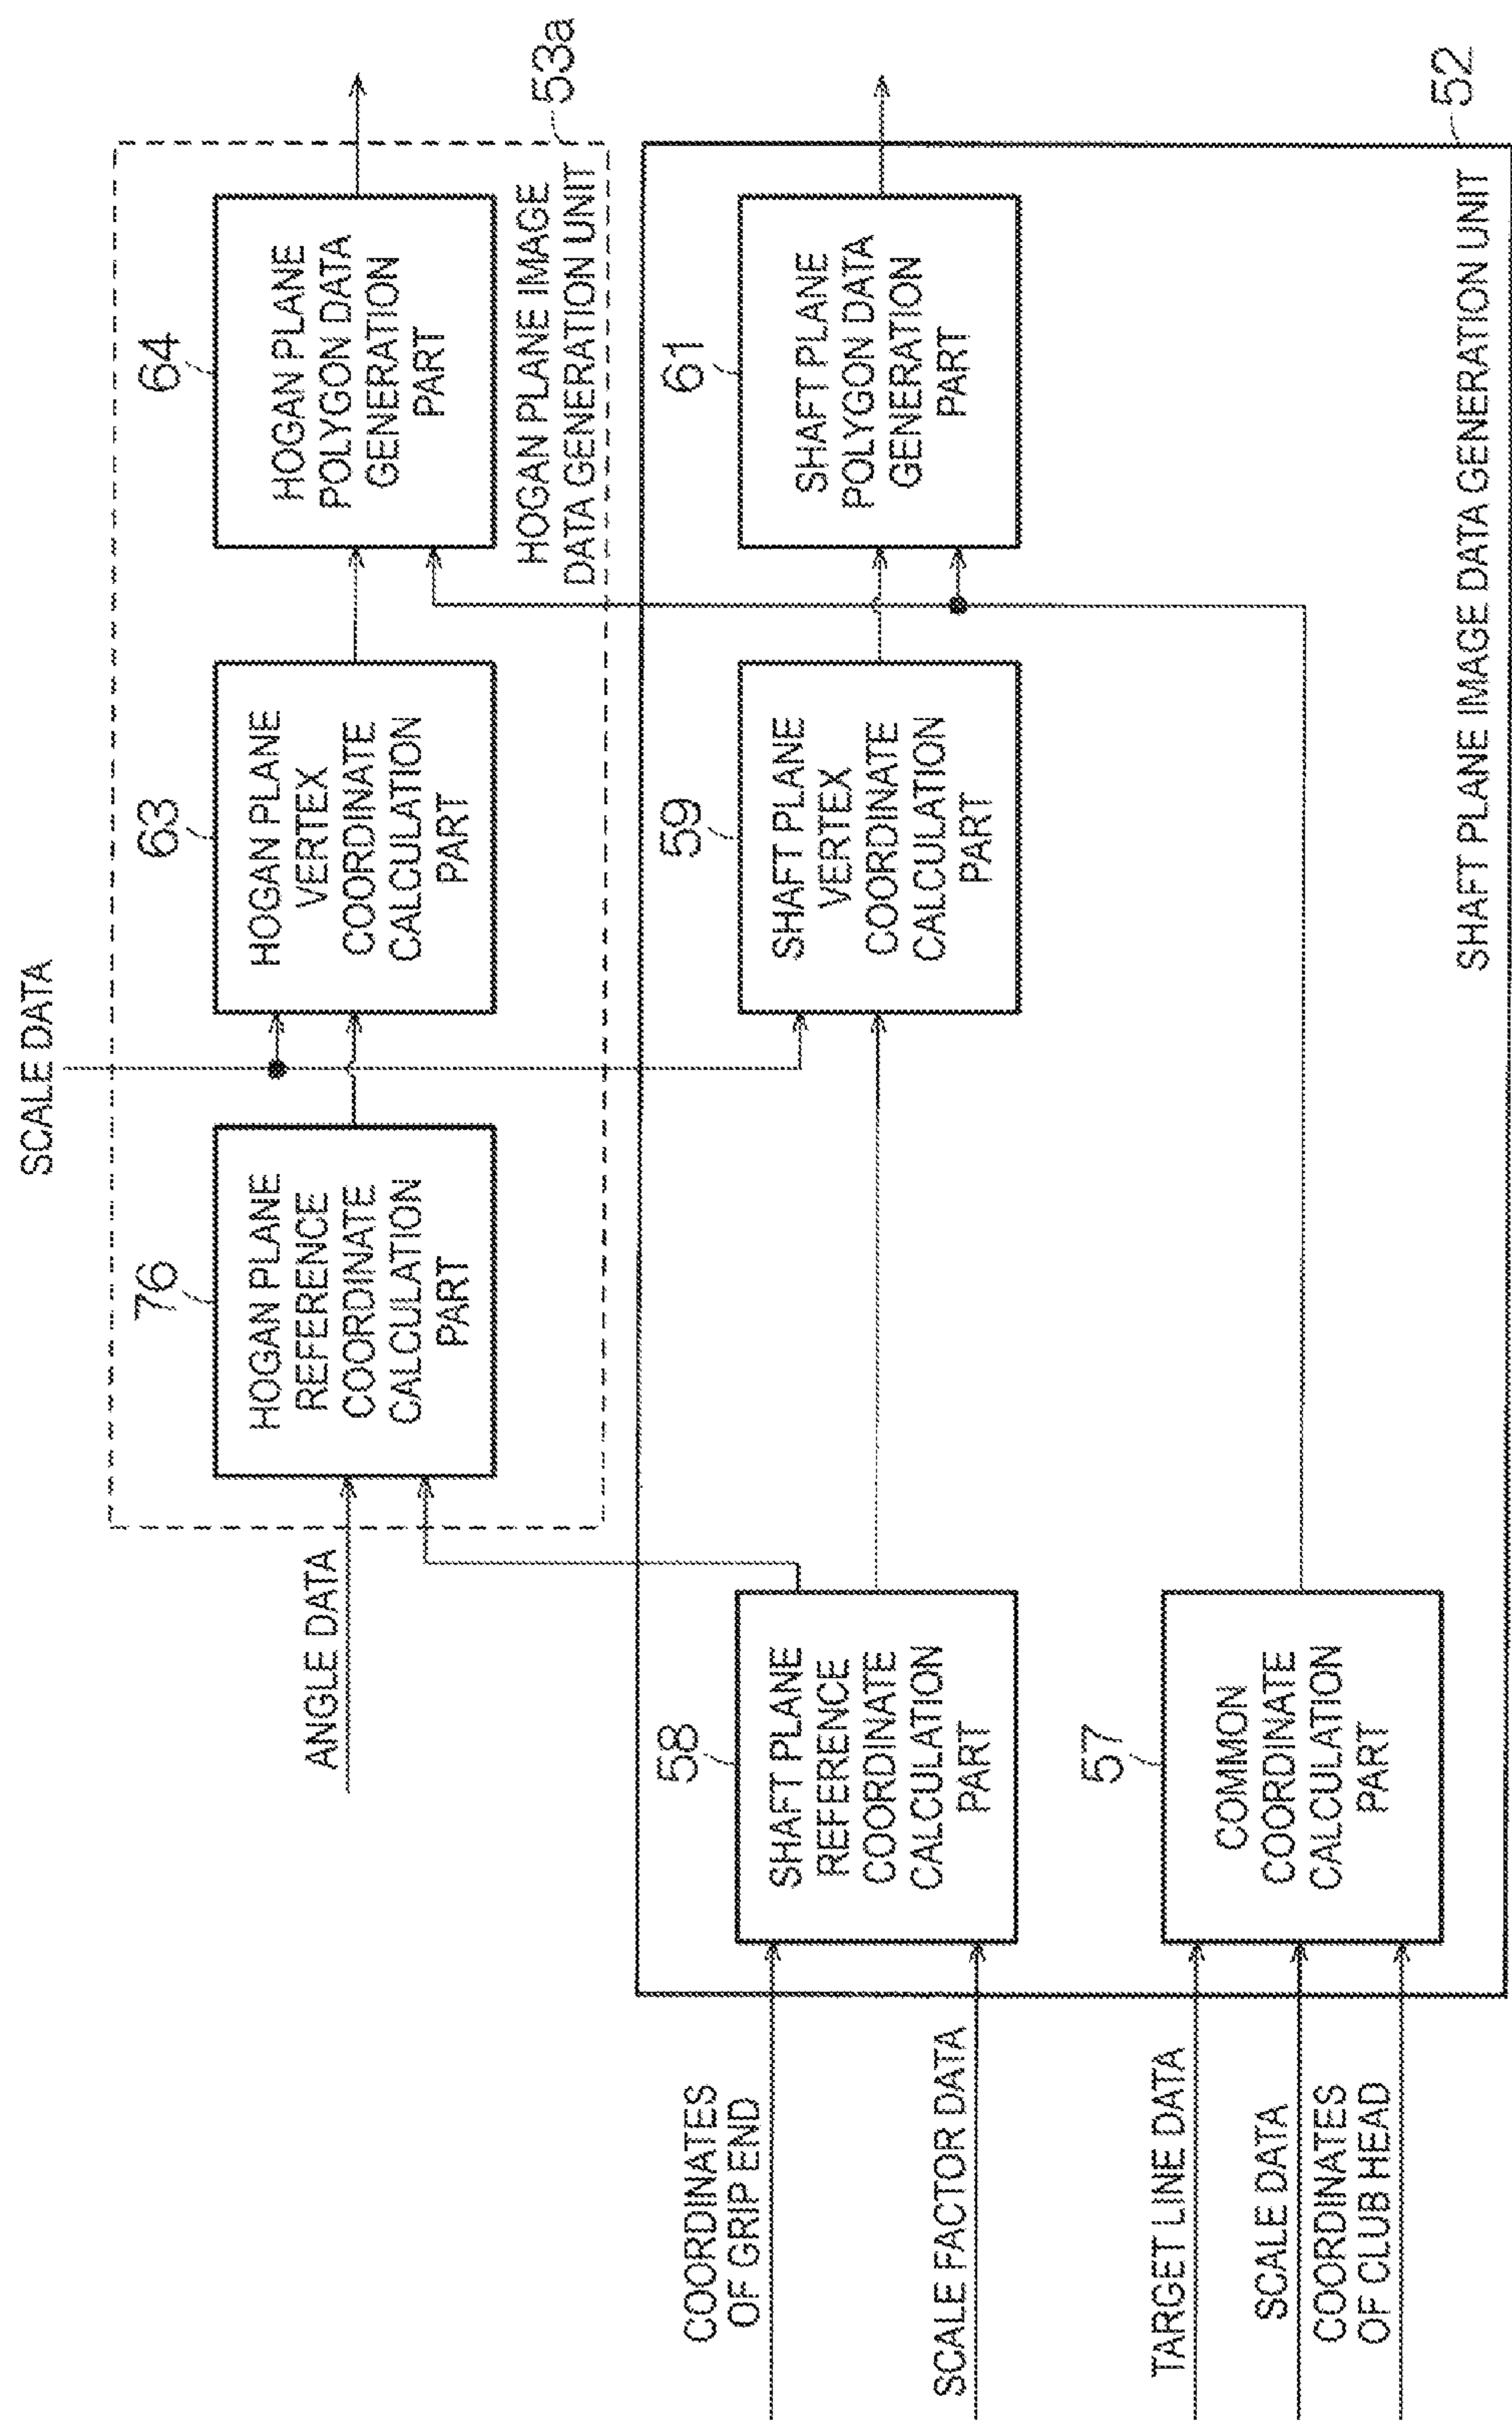 SCALE DATA
53a
76
HOGAN PLANE
REFERENCE
COORDINATE
CALCULATION
PART
63
HOGAN PLANE
VERTEX
COORDINATE
CALCULATION
PART
64
HOGAN PLANE
POLYGON DATA
GENERATION
PART
HOGAN PLANE IMAGE
DATA GENERATION UNIT
ANGLE DATA
58
SHAFT PLANE
REFERENCE
COORDINATE
CALCULATION
PART
59
SHAFT PLANE
VERTEX
COORDINATE
CALCULATION
PART
61
SHAFT PLANE
POLYGON DATA
GENERATION
PART
COORDINATES
OF GRIP END
SCALE FACTOR DATA
57
COMMON
COORDINATE
CALCULATION
PART
TARGET LINE DATA
SCALE DATA
COORDINATES
OF CLUB HEAD
52
SHAFT PLANE IMAGE DATA GENERATION UNIT